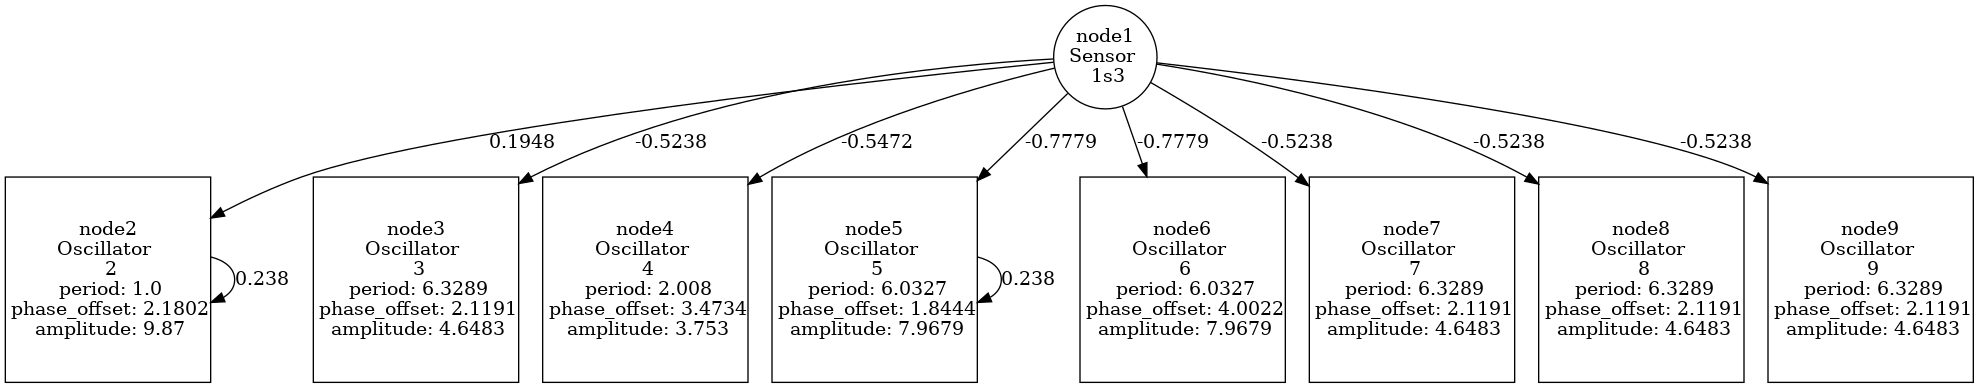 node1
Sensor
1s3
0.1948
-0.5238
-0.5472
-0.7779
-0.7779
-0.5238
-0.5238
-0.5238
node2
Oscillator
2
period: 1.0
phase_offset: 2.1802
amplitude: 9.87
0.238
node3
Oscillator
3
period: 6.3289
phase_offset: 2.1191
amplitude: 4.6483
node4
Oscillator
4
period: 2.008
phase_offset: 3.4734
amplitude: 3.753
node5
Oscillator
5
period: 6.0327
phase_offset: 1.8444
amplitude: 7.9679
0.238
node6
Oscillator
6
period: 6.0327
phase_offset: 4.0022
amplitude: 7.9679
node7
Oscillator
7
period: 6.3289
phase_offset: 2.1191
amplitude: 4.6483
node8
Oscillator
8
period: 6.3289
phase_offset: 2.1191
amplitude: 4.6483
node9
Oscillator
9
period: 6.3289
phase_offset: 2.1191
amplitude: 4.6483